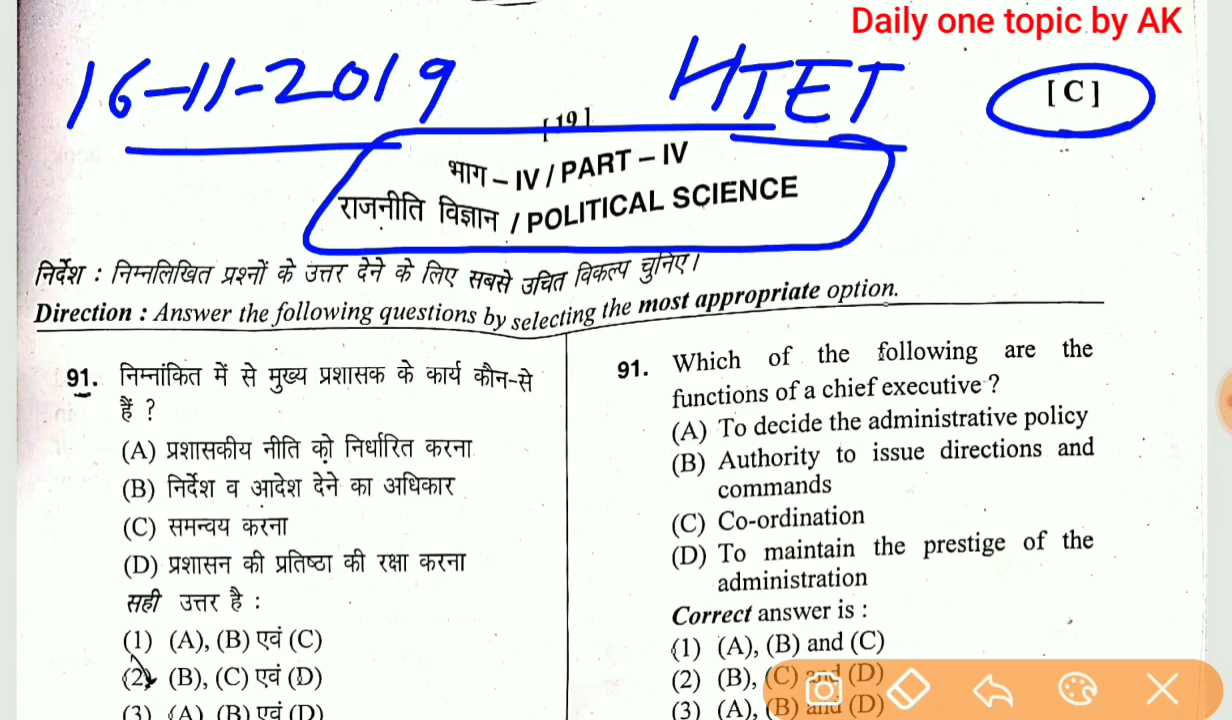 Daily one topic by AK
16-11-2019 HTET [ C ]
[ 19 ]
भाग – IV / PART – IV
राजनीति विज्ञान / POLITICAL SCIENCE
निर्देश : निम्नलिखित प्रश्नों के उत्तर देने के लिए सबसे उचित विकल्प चुनिए।
Direction : Answer the following questions by selecting the most appropriate option.
91. निम्नांकित में से मुख्य प्रशासक के कार्य कौन-से
हैं ?
(A) प्रशासकीय नीति को निर्धारित करना
(B) निर्देश व आदेश देने का अधिकार
(C) समन्वय करना
(D) प्रशासन की प्रतिष्ठा की रक्षा करना
सही उत्तर है :
(1) (A), (B) एवं (C)
(2) (B), (C) एवं (D)
(3) (A), (B) एवं (D)
91. Which of the following are the
functions of a chief executive ?
(A) To decide the administrative policy
(B) Authority to issue directions and
commands
(C) Co-ordination
(D) To maintain the prestige of the
administration
Correct answer is :
(1) (A), (B) and (C)
(2) (B), (C) and (D)
(3) (A), (B) and (D)